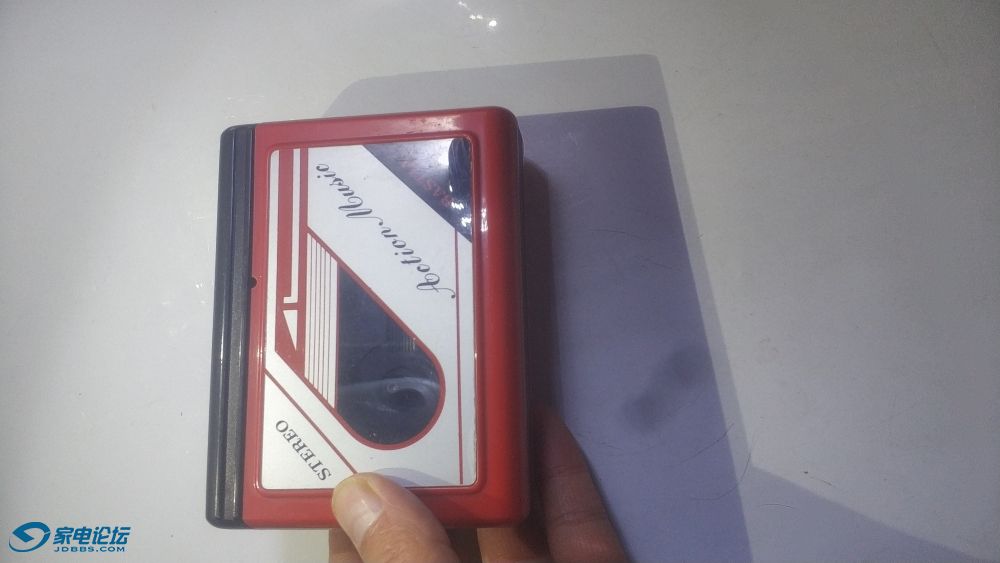 Action Music
STEREO
家电论坛
JDBBS.COM